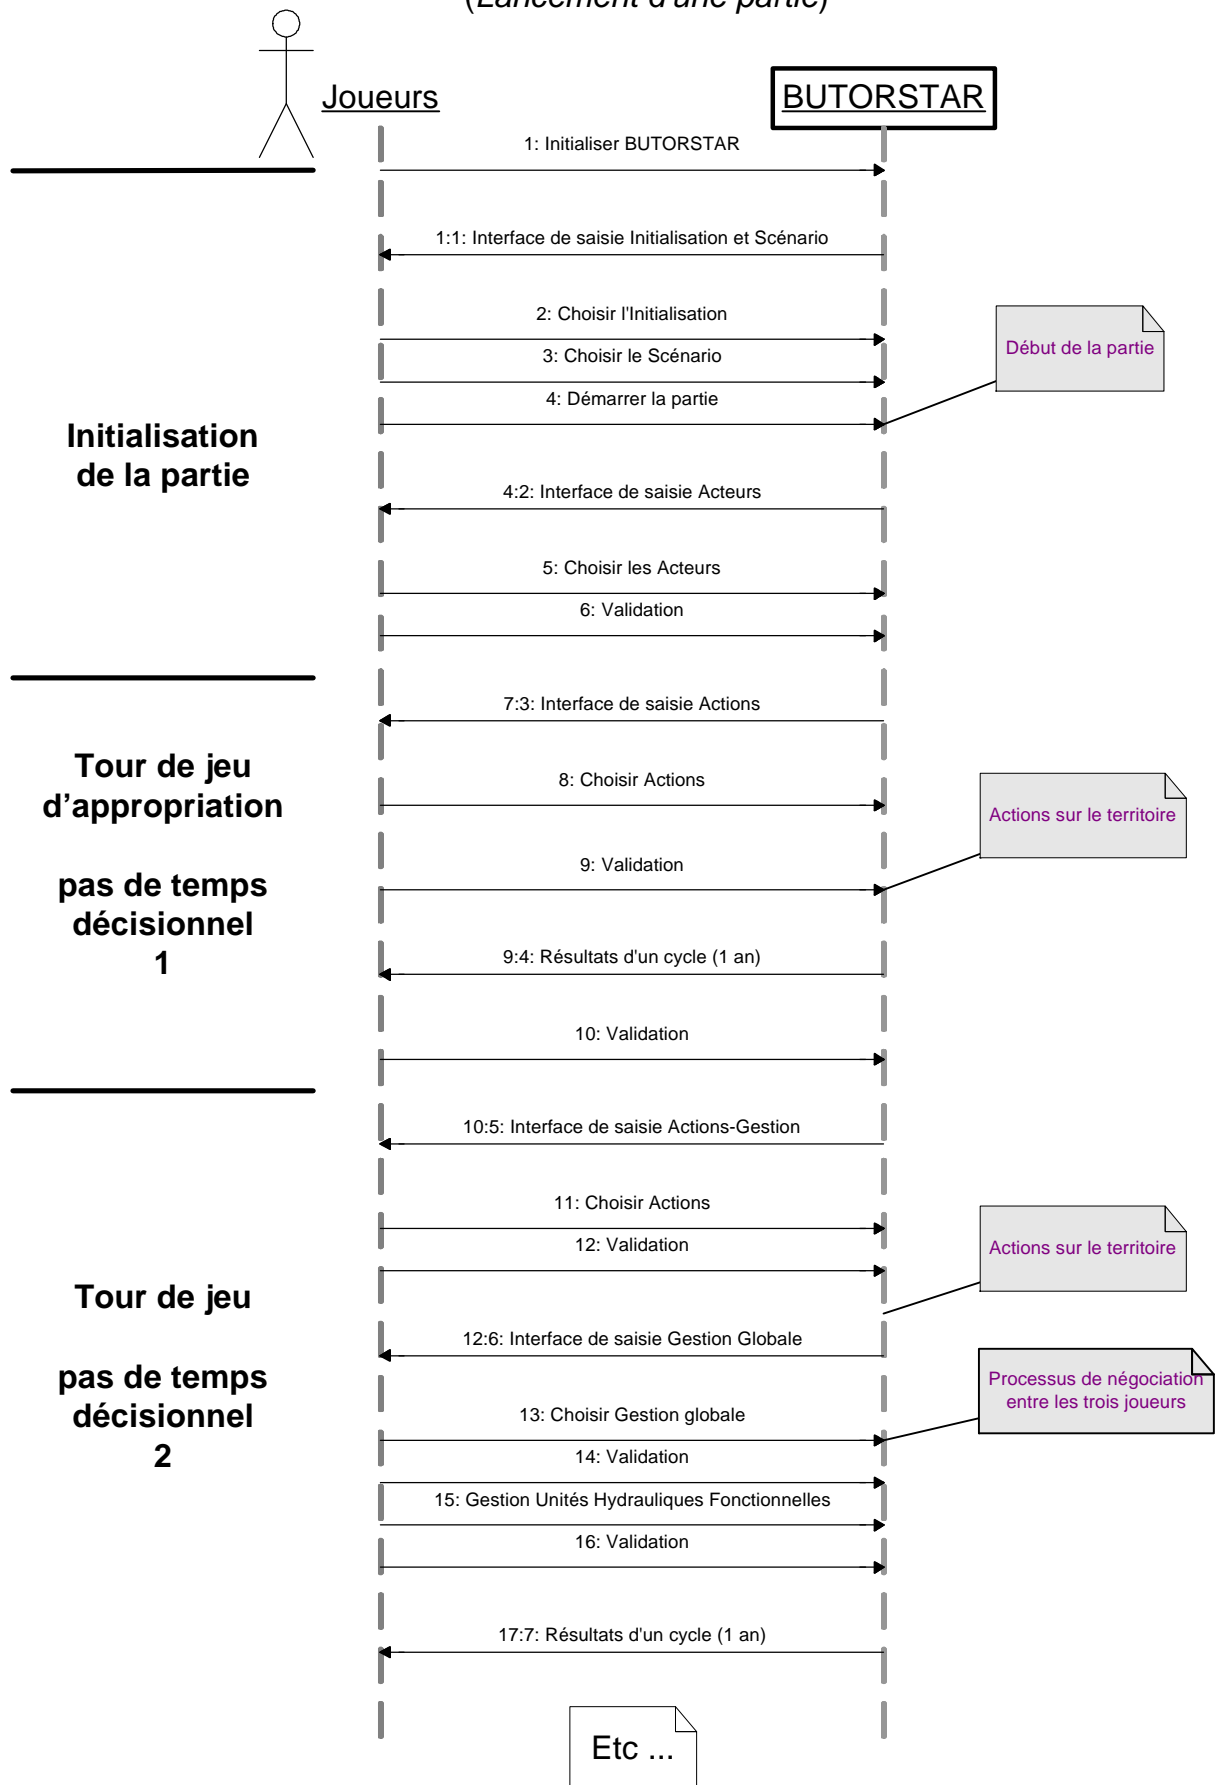 (Lancement d'une partie)
Joueurs
BUTORSTAR
1: Initialiser BUTORSTAR
1:1: Interface de saisie Initialisation et Scénario
2: Choisir l'Initialisation
Début de la partie
3: Choisir le Scénario
4: Démarrer la partie
Initialisation
de la partie
4:2: Interface de saisie Acteurs
5: Choisir les Acteurs
6: Validation
7:3: Interface de saisie Actions
Tour de jeu
d’appropriation
pas de temps
décisionnel
1
8: Choisir Actions
Actions sur le territoire
9: Validation
9:4: Résultats d'un cycle (1 an)
10: Validation
10:5: Interface de saisie Actions-Gestion
11: Choisir Actions
12: Validation
Actions sur le territoire
Tour de jeu
pas de temps
décisionnel
2
12:6: Interface de saisie Gestion Globale
Processus de négociation
entre les trois joueurs
13: Choisir Gestion globale
14: Validation
15: Gestion Unités Hydrauliques Fonctionnelles
16: Validation
17:7: Résultats d'un cycle (1 an)
Etc ...